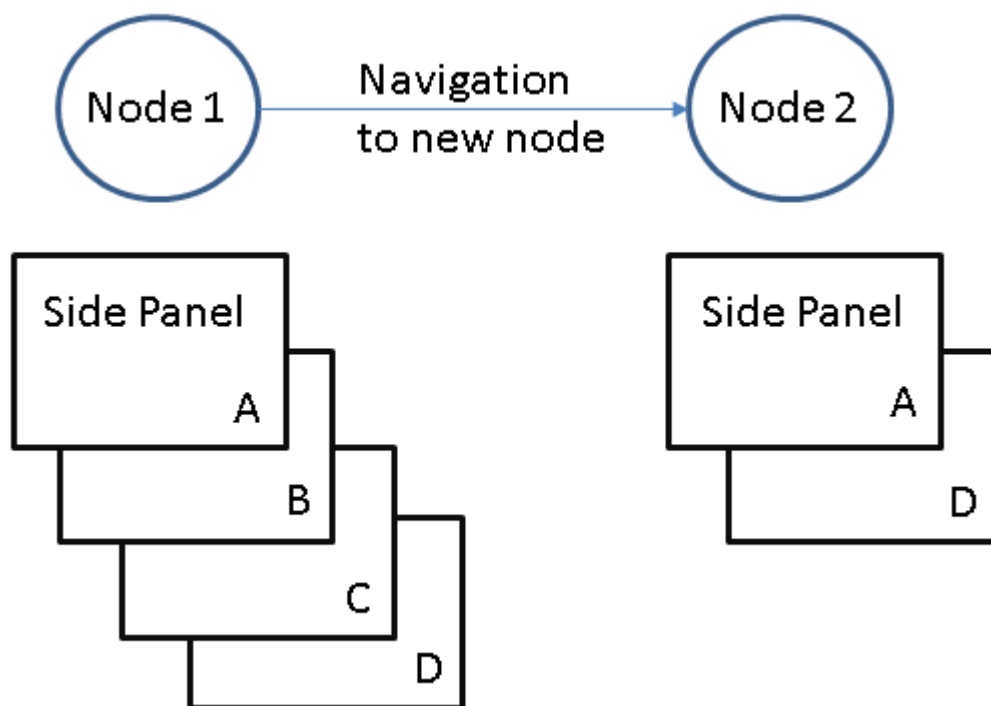 Node 1
Navigation
to new node
Node 2
Side Panel
A
B
C
D
Side Panel
A
D